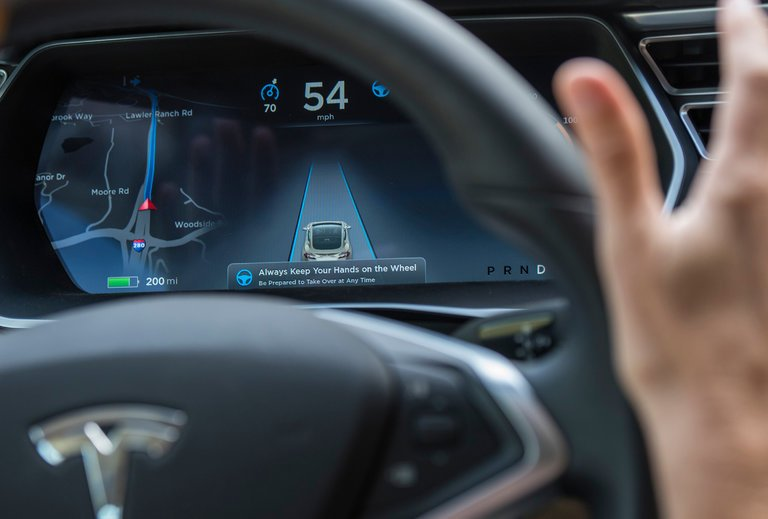 54
mph
70
Lawler Ranch Rd
rook Way
anor Dr
Moore Rd
Woodside
280
200 mi
Always Keep Your Hands on the Wheel
Be Prepared to Take Over at Any Time
P R N D
100